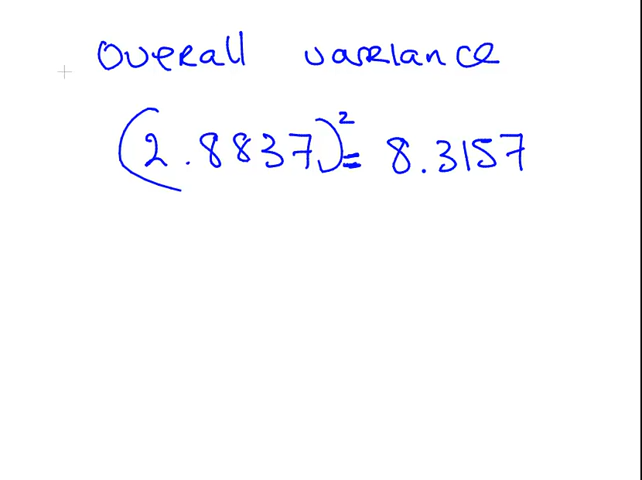 Overall variance
(2.8837)² = 8.3157